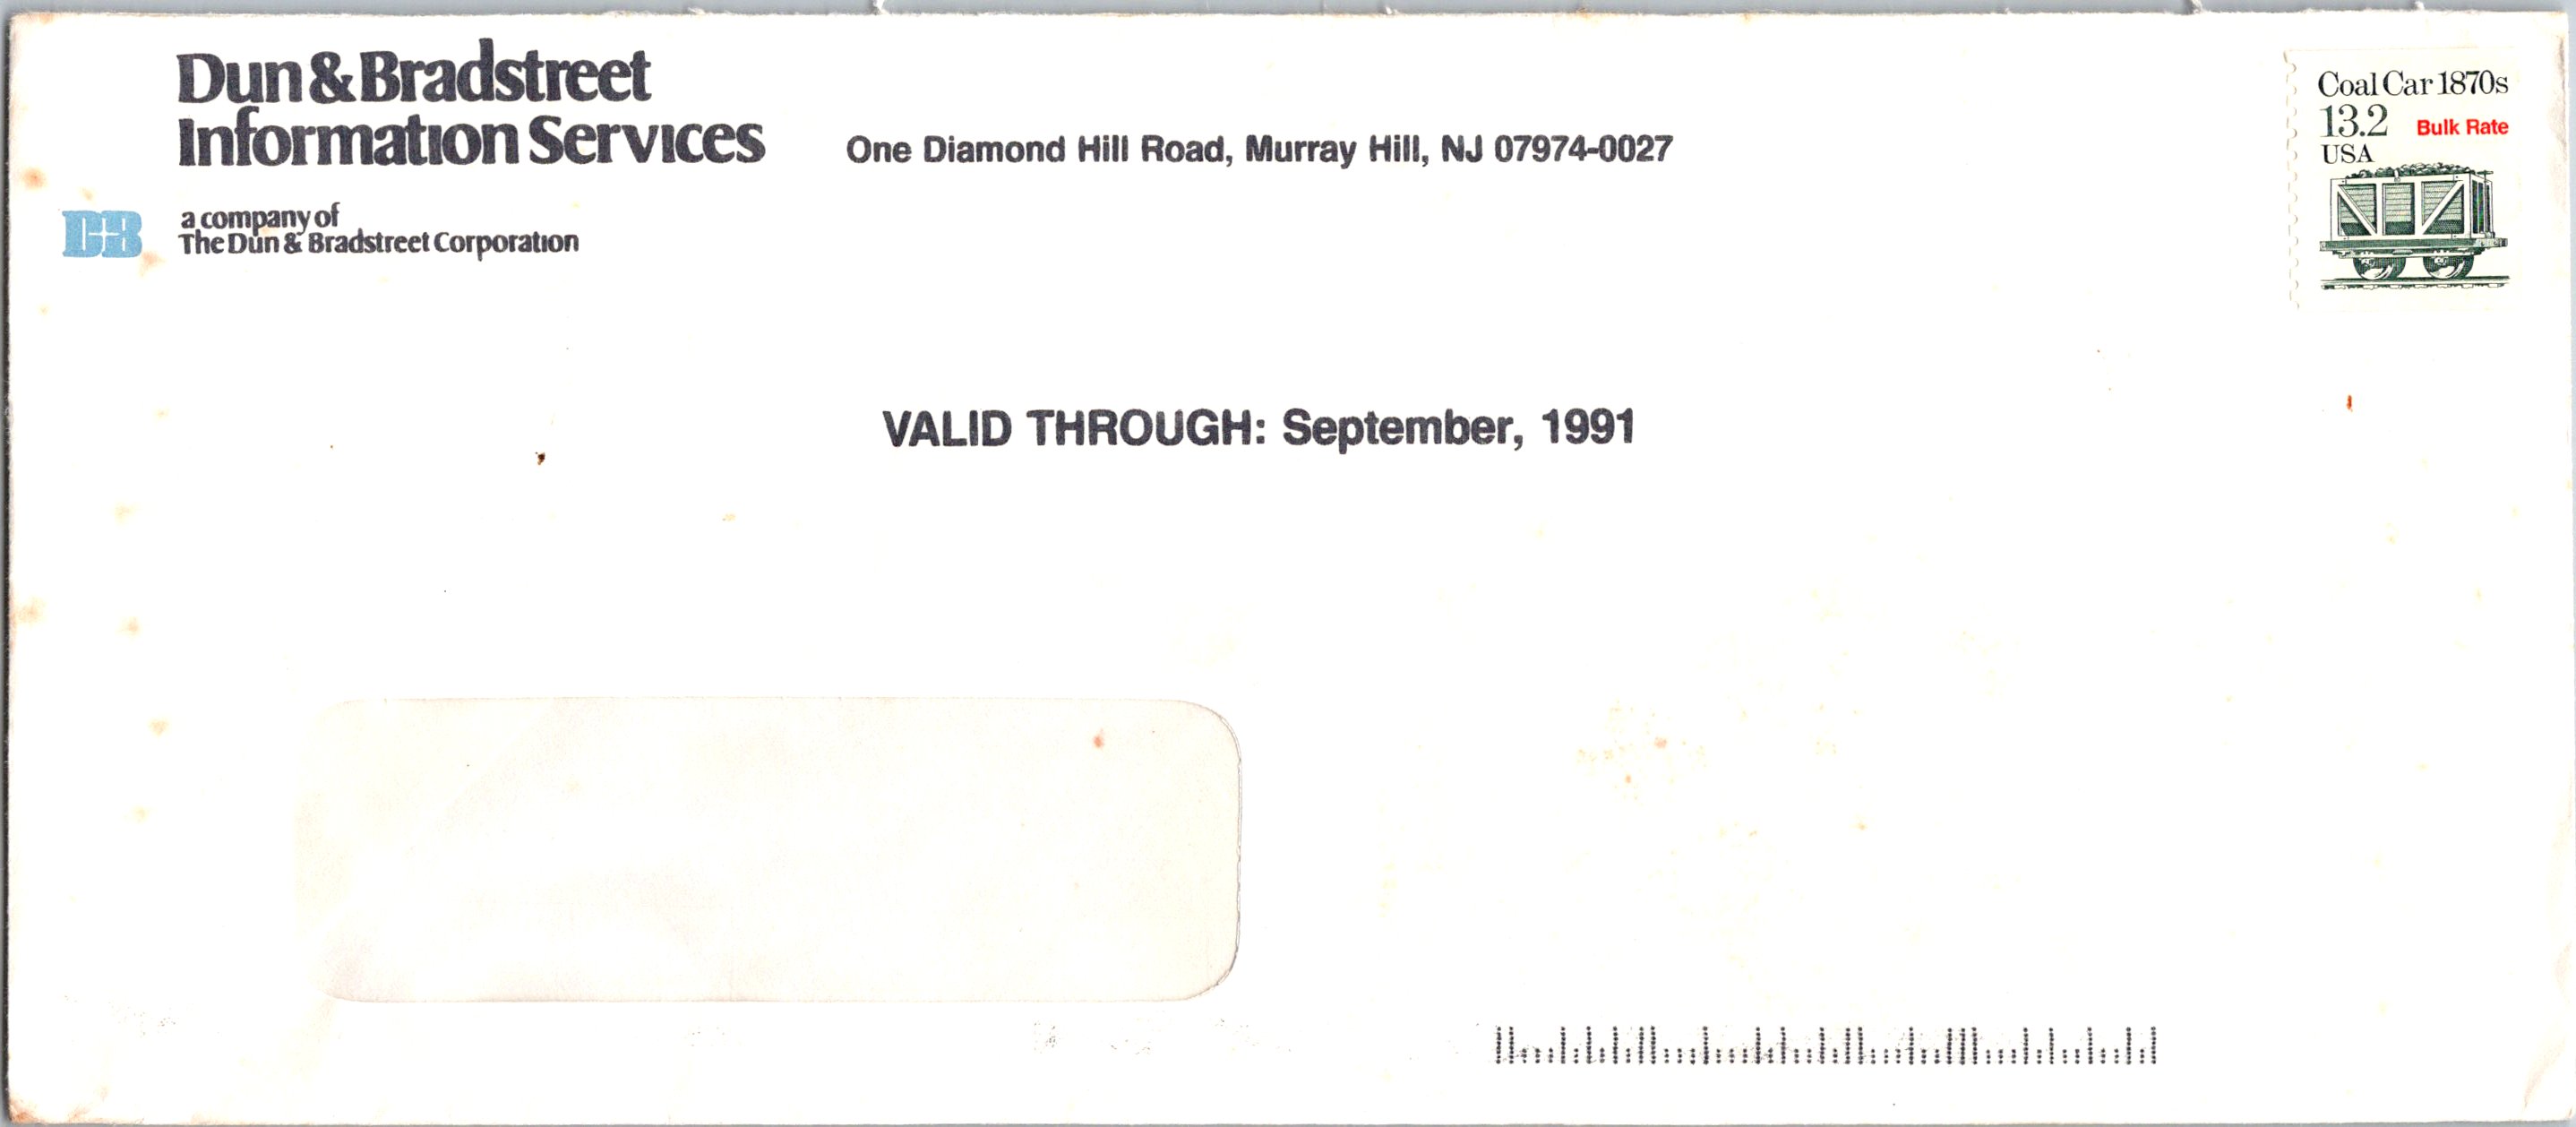 Dun & Bradstreet
Information Services
One Diamond Hill Road, Murray Hill, NJ 07974-0027
D&B
a company of
The Dun & Bradstreet Corporation
Coal Car 1870s
13.2
Bulk Rate
USA
VALID THROUGH: September, 1991